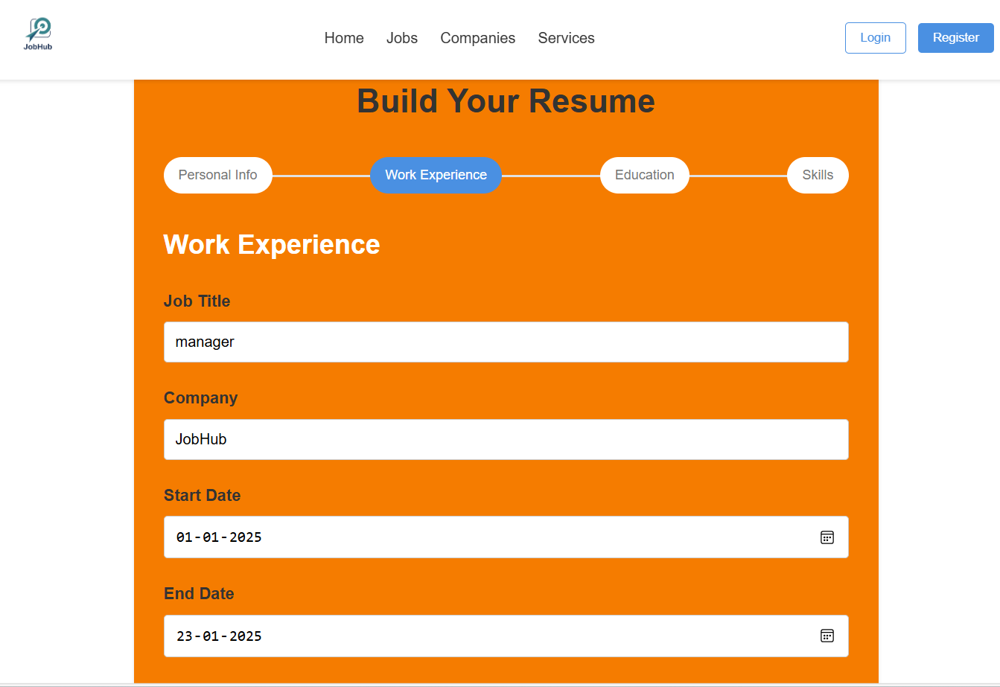 JobHub
Home Jobs Companies Services
Login Register
Build Your Resume
Personal Info Work Experience Education Skills
Work Experience
Job Title
manager
Company
JobHub
Start Date
01-01-2025
End Date
23-01-2025